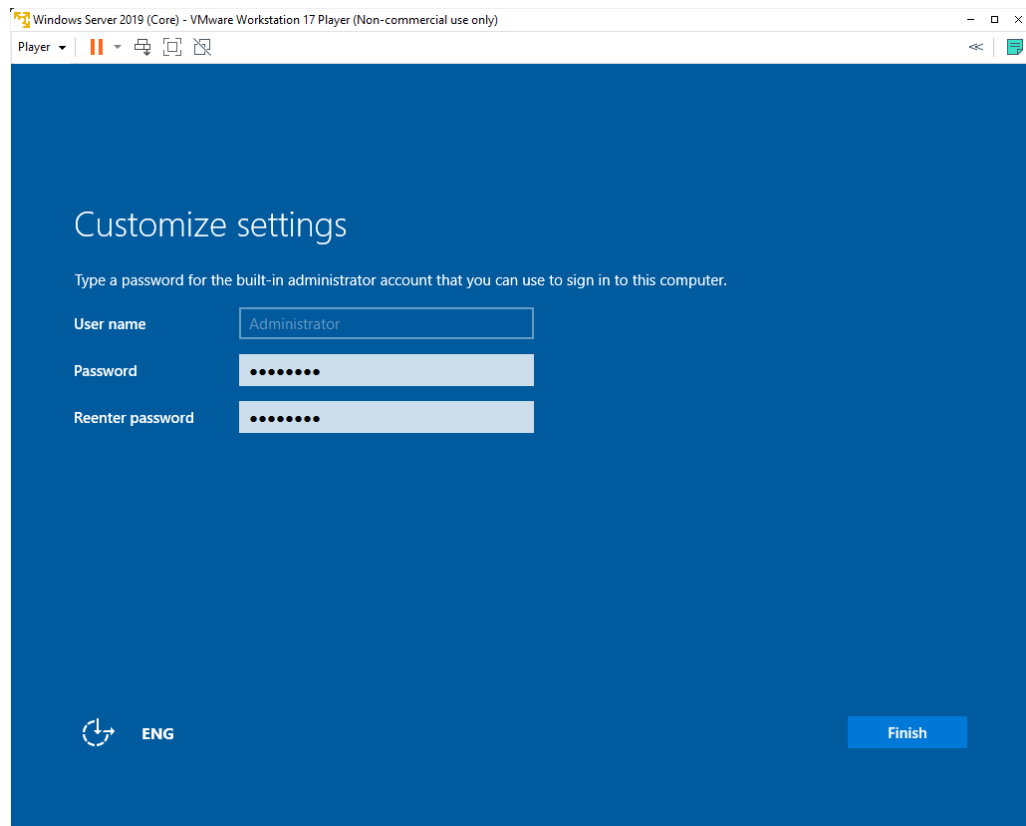 Windows Server 2019 (Core) - VMware Workstation 17 Player (Non-commercial use only)
Player
Customize settings
Type a password for the built-in administrator account that you can use to sign in to this computer.
User name
Administrator
Password
●●●●●●●●
Reenter password
●●●●●●●●
ENG
Finish